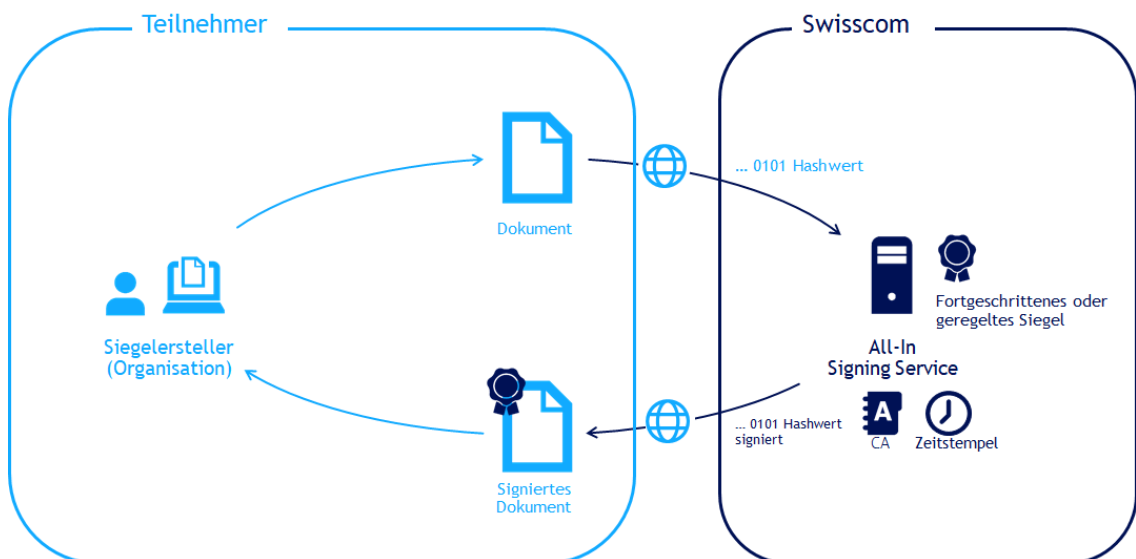 Teilnehmer
Swisscom
... 0101 Hashwert
Dokument
Fortgeschrittenes oder
geregeltes Siegel
Siegelersteller
(Organisation)
All-In
Signing Service
... 0101 Hashwert
signiert
A
CA
Zeitstempel
Signiertes
Dokument